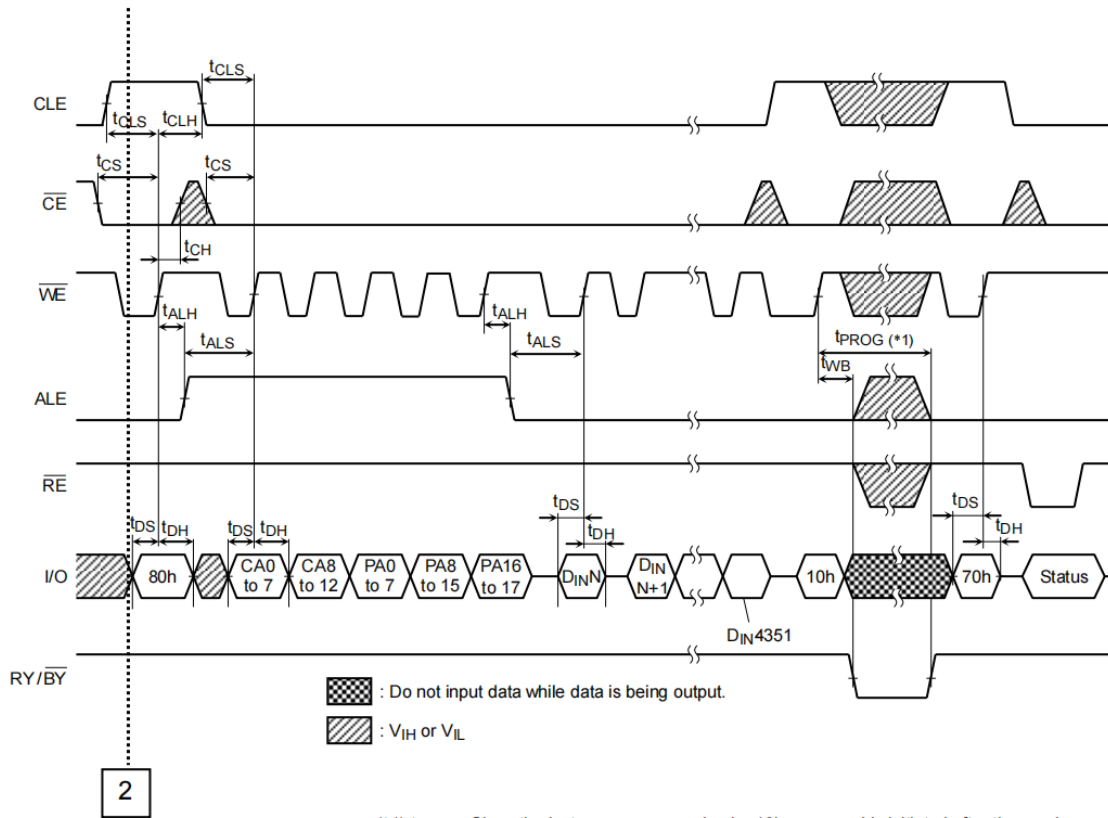 tCLS
CLE
tCLS tCLH
tCS tCS
CE
tCH
WE
tALH tALH
tALS tALS
tPROG (*1)
tWB
ALE
RE
tDS tDH tDS tDH tDS tDH tDS tDH
I/O 80h CA0 to 7 CA8 to 12 PA0 to 7 PA8 to 15 PA16 to 17 DINN DIN N+1 10h 70h Status
DIN4351
RY/BY
: Do not input data while data is being output.
: VIH or VIL
2